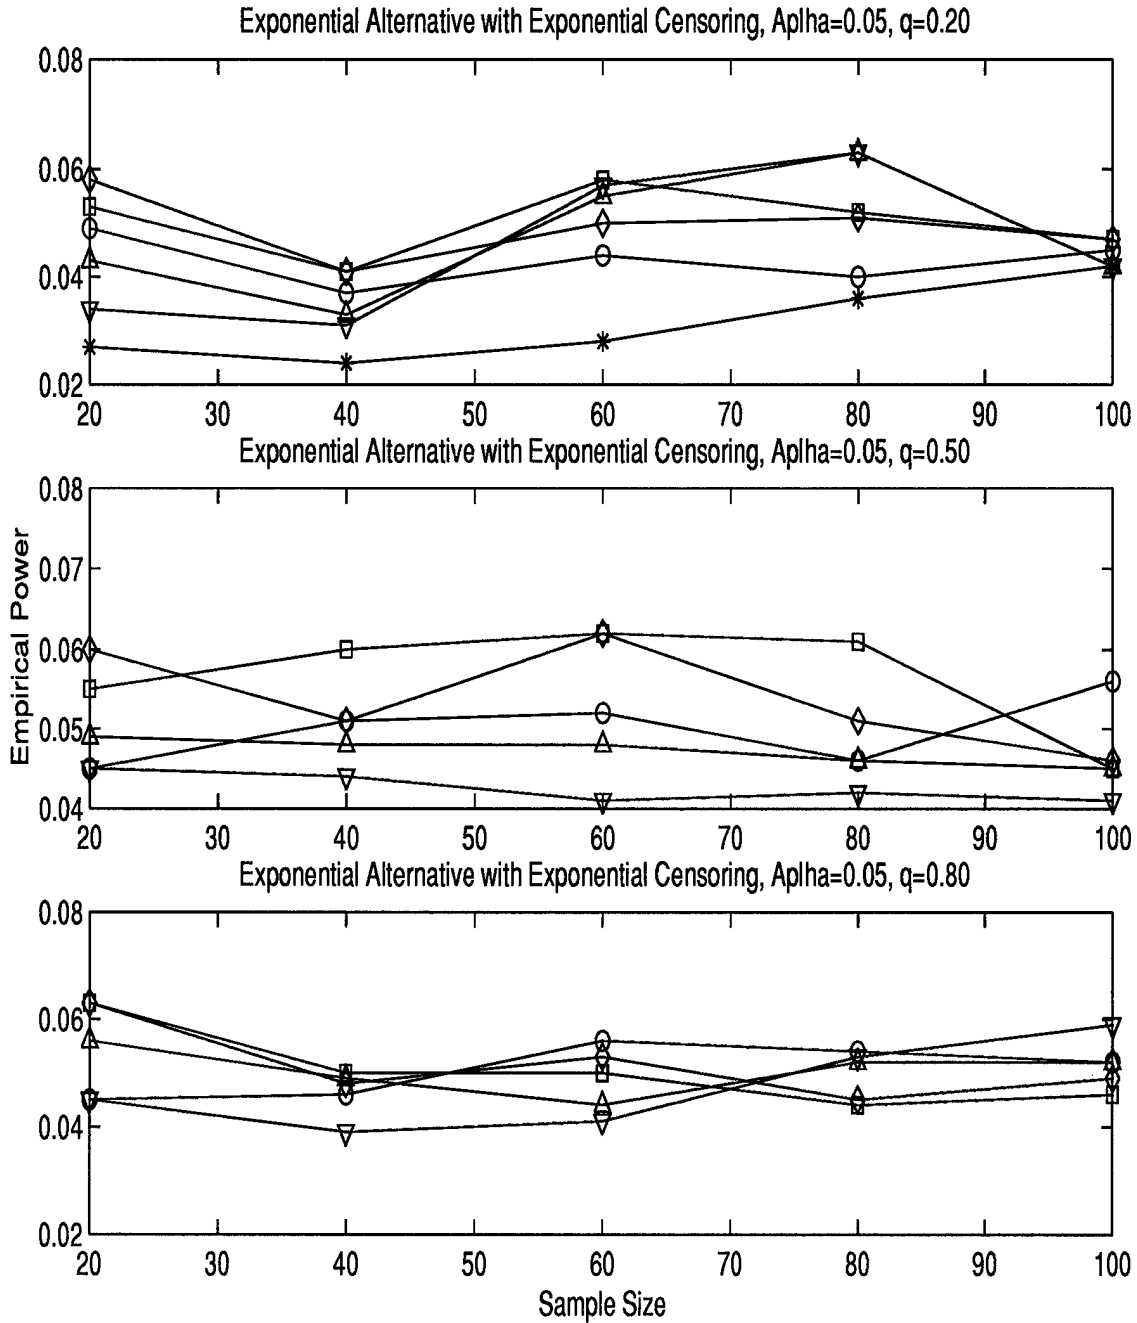 Exponential Alternative with Exponential Censoring, Aplha=0.05, q=0.20
0.08
0.06
0.04
0.02
20 30 40 50 60 70 80 90 100
Exponential Alternative with Exponential Censoring, Aplha=0.05, q=0.50
Empirical Power
0.08
0.07
0.06
0.05
0.04
20 30 40 50 60 70 80 90 100
Exponential Alternative with Exponential Censoring, Aplha=0.05, q=0.80
0.08
0.06
0.04
0.02
20 30 40 50 60 70 80 90 100
Sample Size